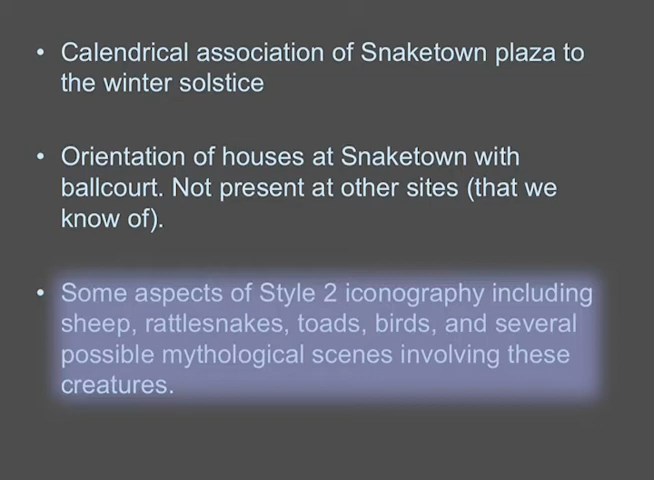 • Calendrical association of Snaketown plaza to
the winter solstice
• Orientation of houses at Snaketown with
ballcourt. Not present at other sites (that we
know of).
• Some aspects of Style 2 iconography including
sheep, rattlesnakes, toads, birds, and several
possible mythological scenes involving these
creatures.